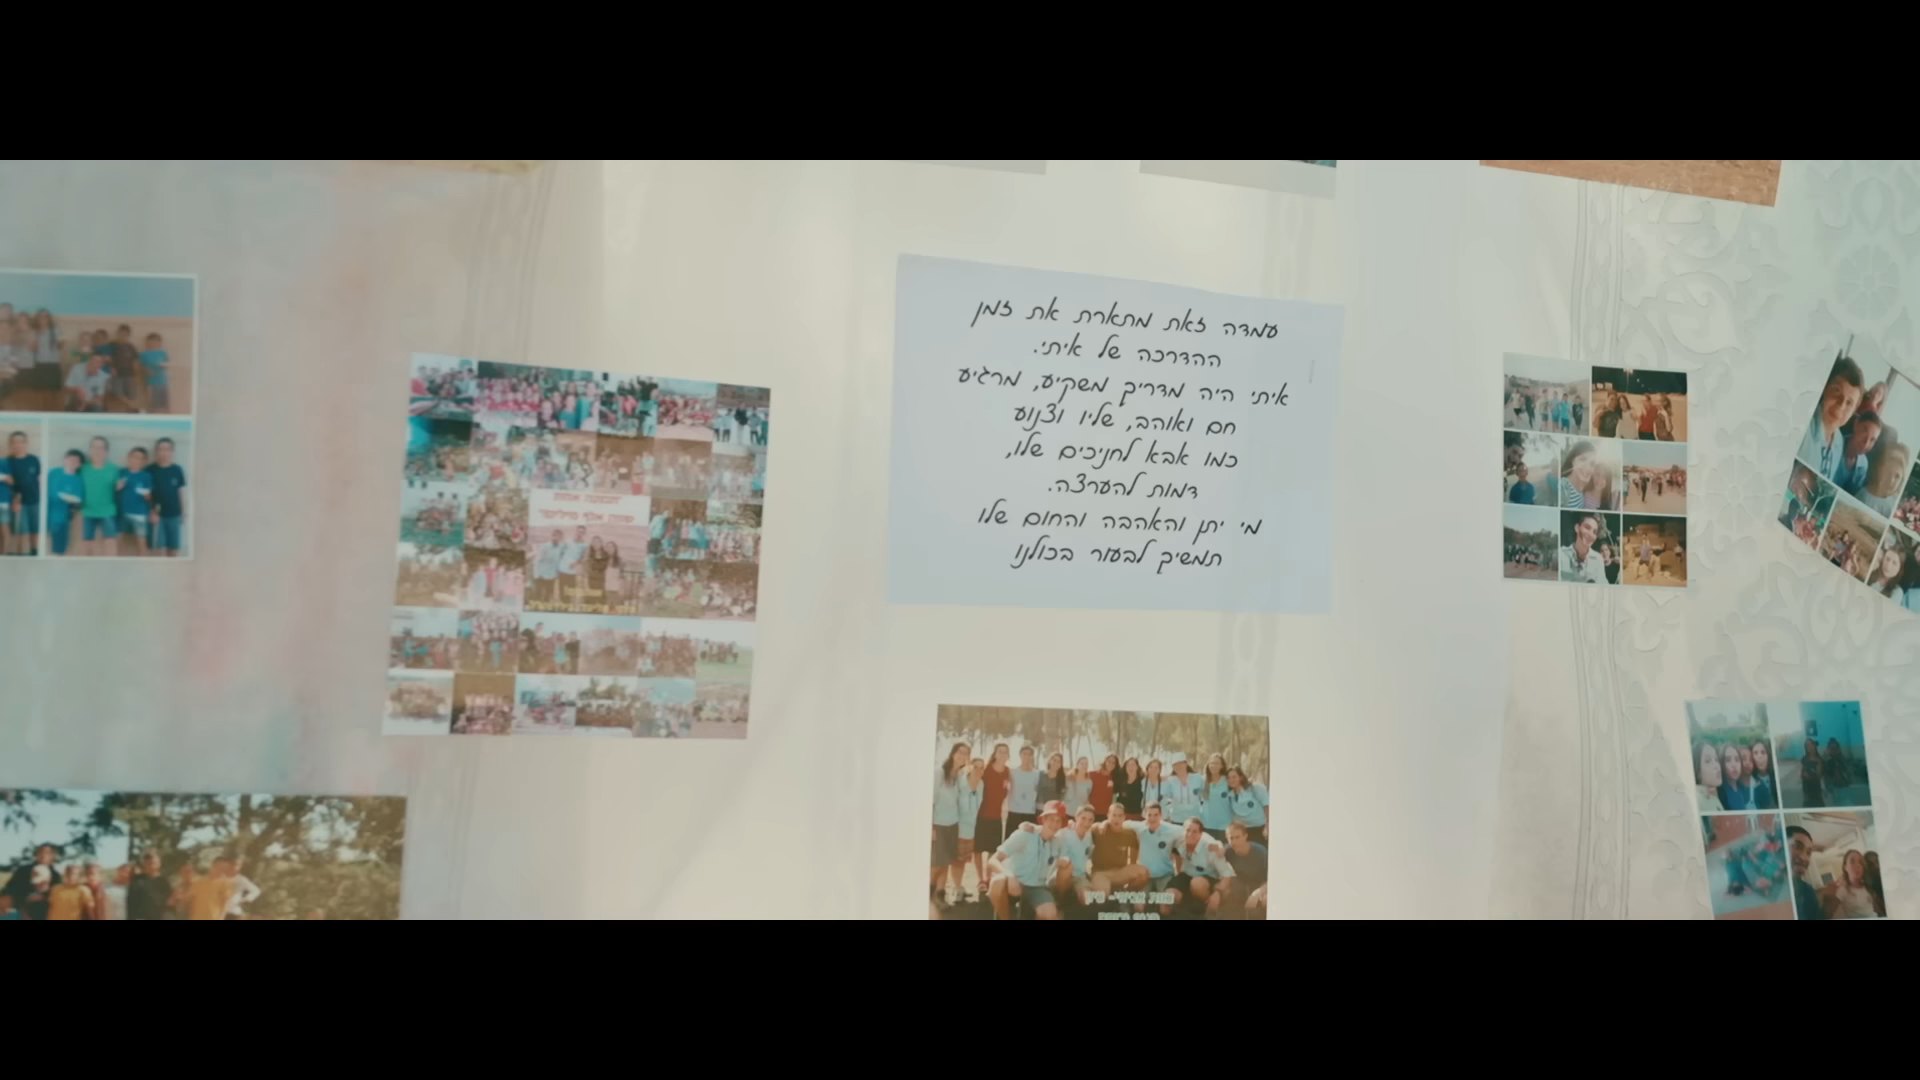 עמדה זאת מתארת את זמן
ההדרכה של איתי.
איתי היה מדריך משקיע, מרגיע
חם ואוהב, שליו וצנוע
כמו אבא לחניכים שלו,
דמות להערצה.
מי יתן והאהבה והחום שלו
תמשיך לבעור בכולנו